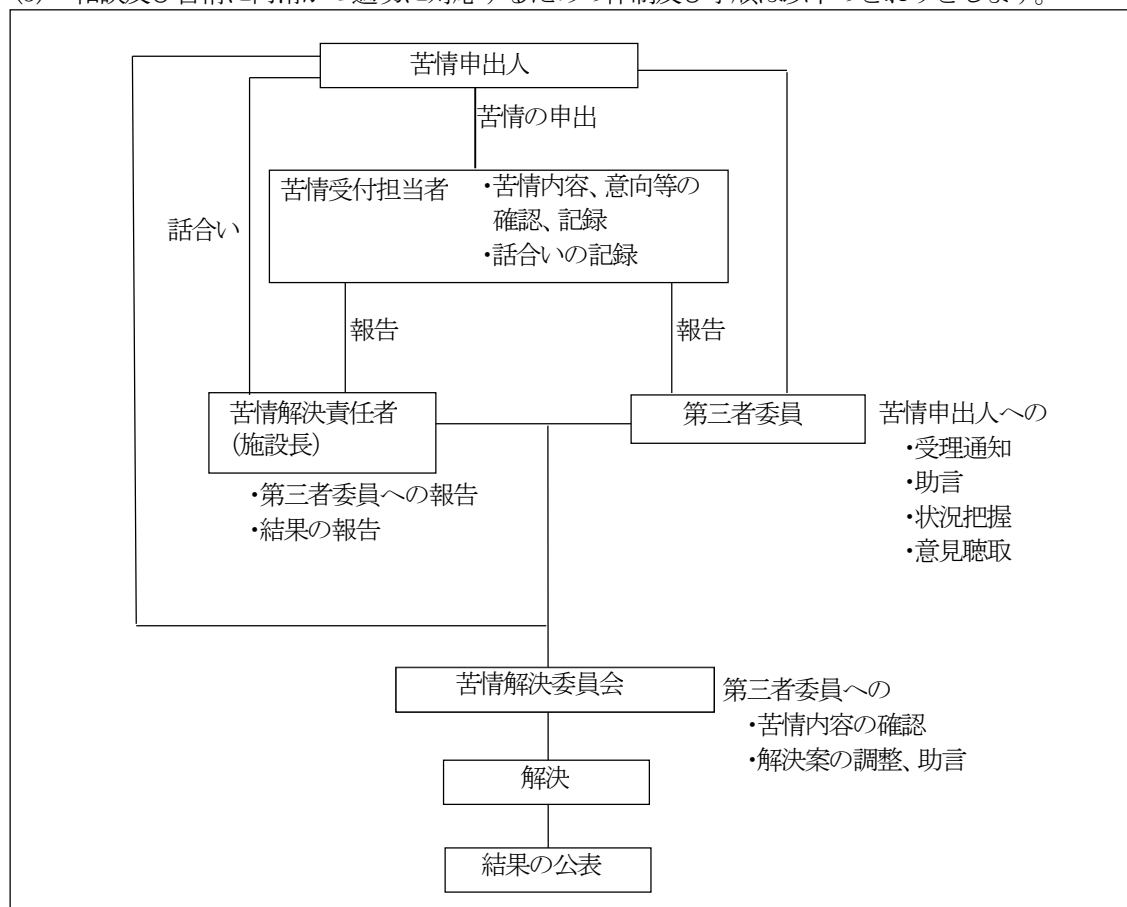 苦情申出人
苦情の申出
苦情受付担当者
・苦情内容、意向等の
確認、記録
・話合いの記録
話合い
報告
報告
苦情解決責任者
(施設長)
・第三者委員への報告
・結果の報告
第三者委員
苦情申出人への
・受理通知
・助言
・状況把握
・意見聴取
苦情解決委員会
第三者委員への
・苦情内容の確認
・解決案の調整、助言
解決
結果の公表